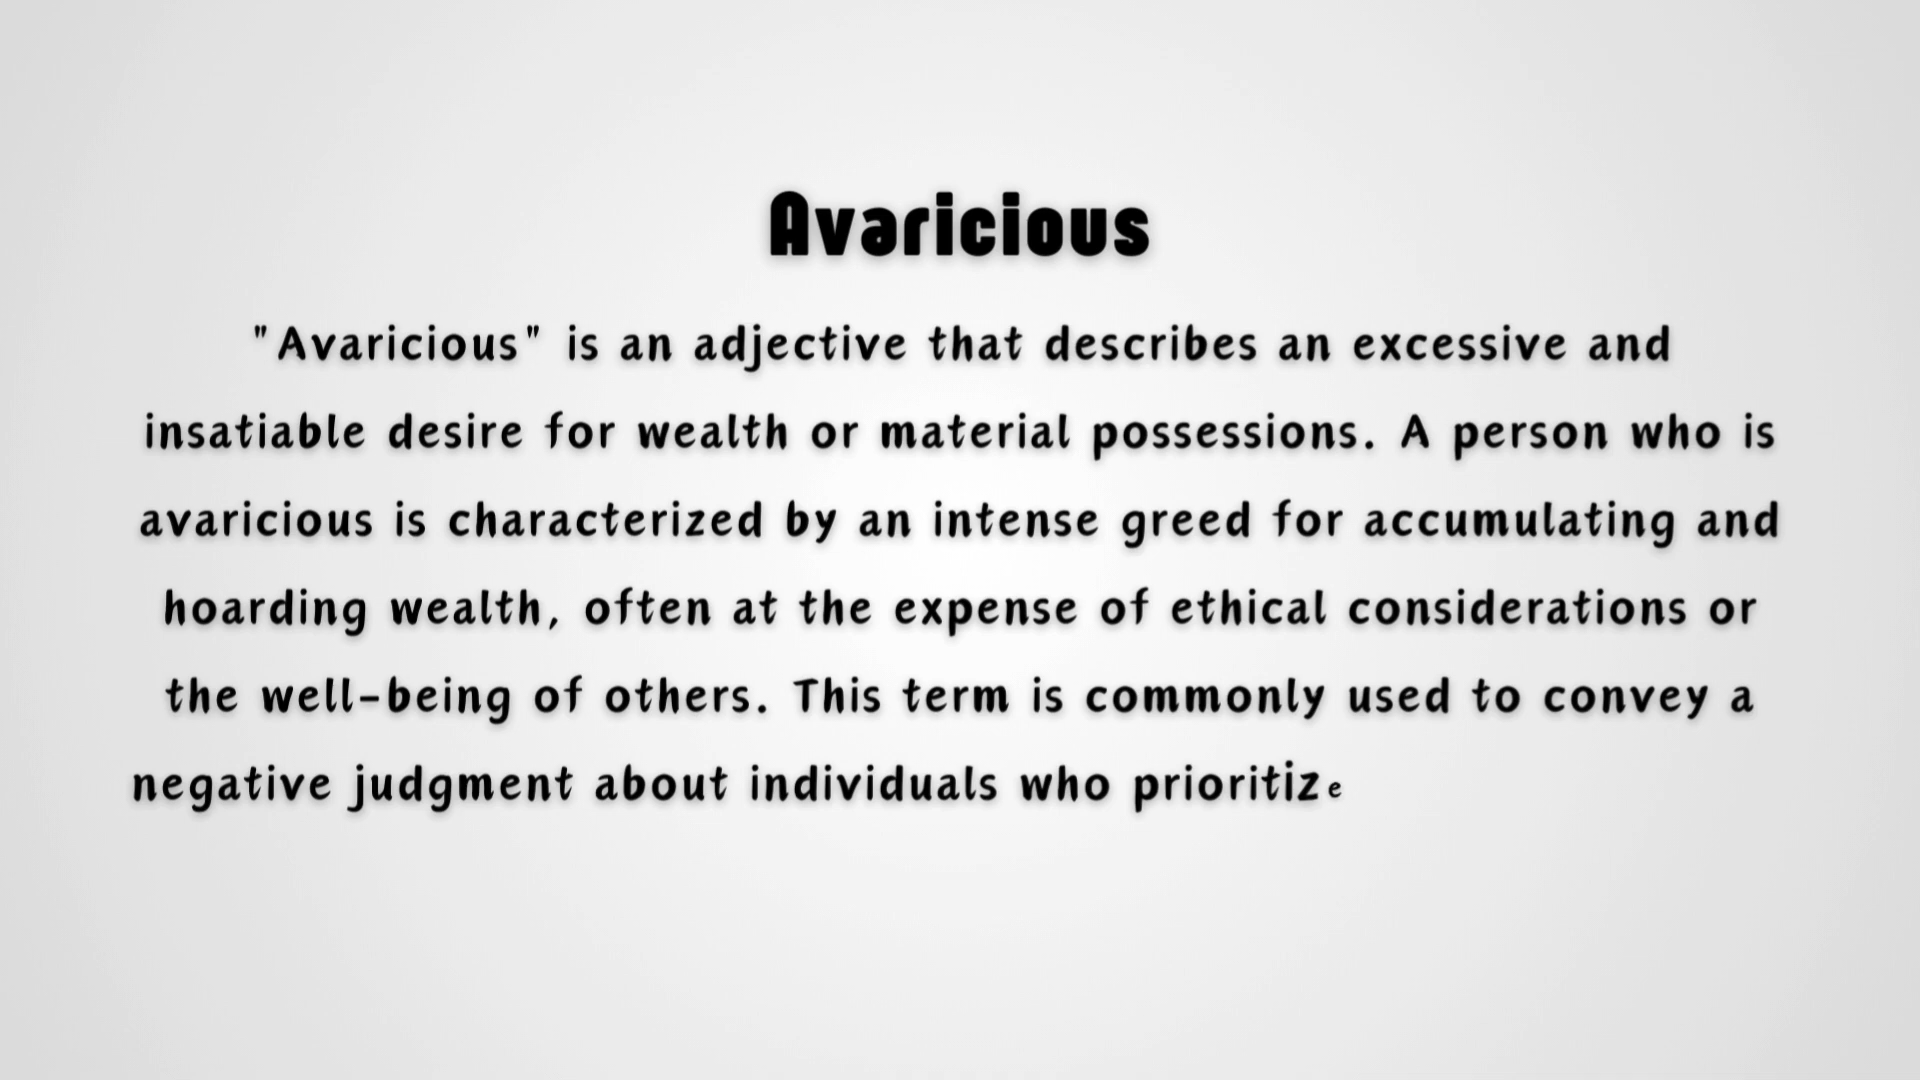 Avaricious
"Avaricious" is an adjective that describes an excessive and
insatiable desire for wealth or material possessions. A person who is
avaricious is characterized by an intense greed for accumulating and
hoarding wealth, often at the expense of ethical considerations or
the well-being of others. This term is commonly used to convey a
negative judgment about individuals who prioritize